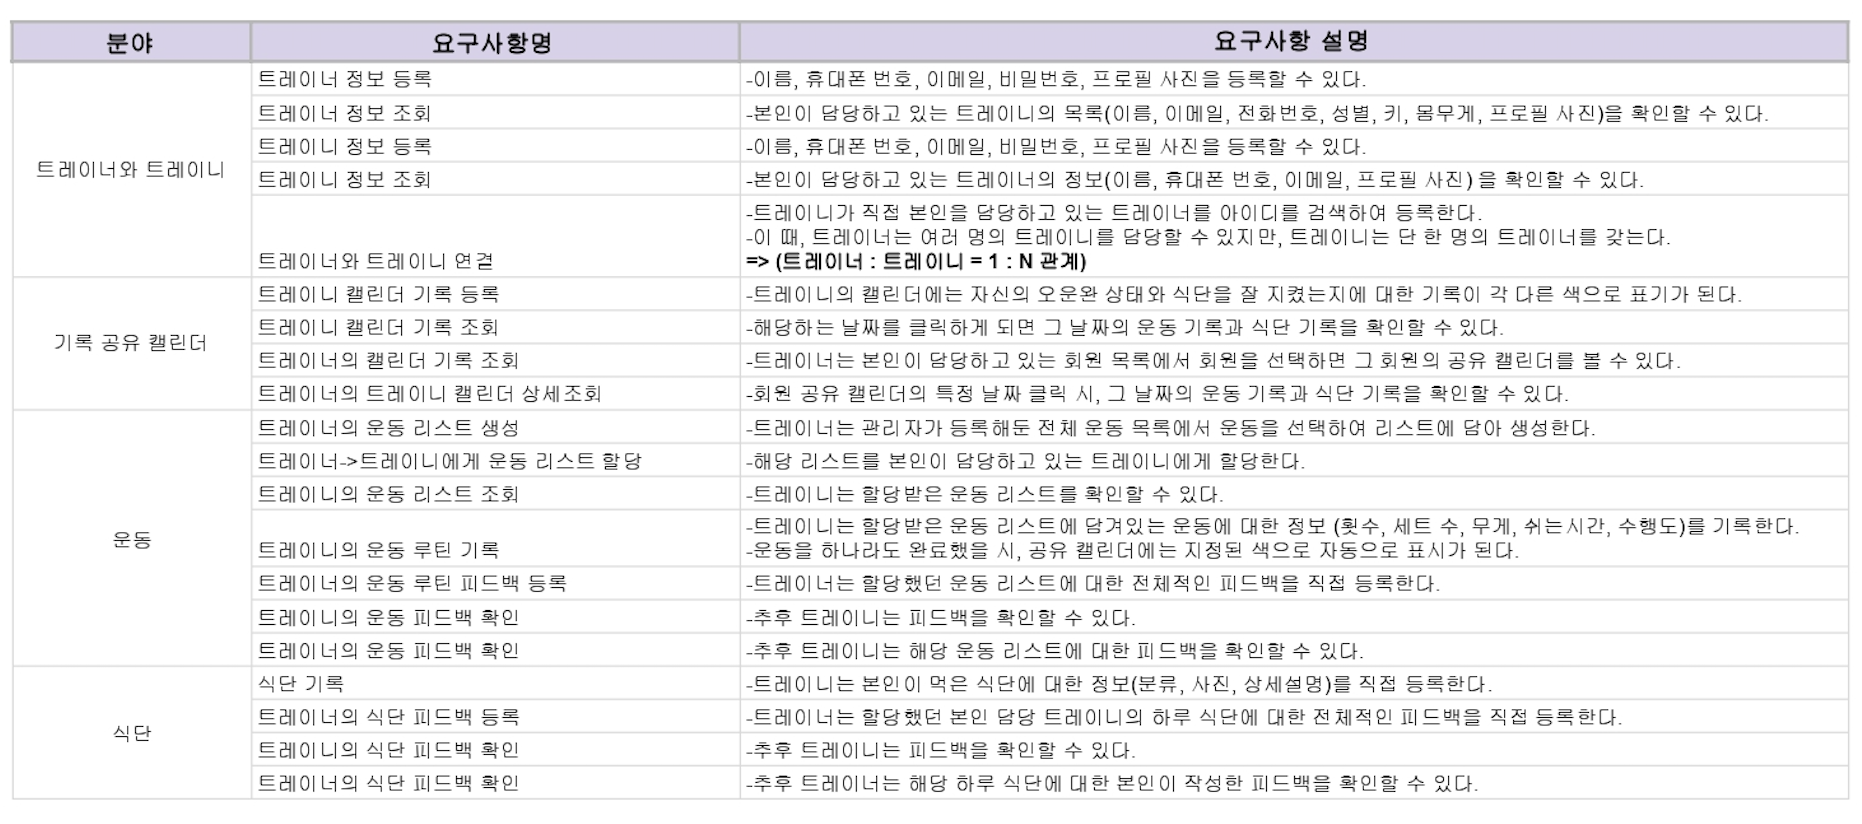 분야 요구사항명 요구사항 설명
트레이너와 트레이니
트레이너 정보 등록 -이름, 휴대폰 번호, 이메일, 비밀번호, 프로필 사진을 등록할 수 있다.
트레이너 정보 조회 -본인이 담당하고 있는 트레이니의 목록(이름, 이메일, 전화번호, 성별, 키, 몸무게, 프로필 사진)을 확인할 수 있다.
트레이니 정보 등록 -이름, 휴대폰 번호, 이메일, 비밀번호, 프로필 사진을 등록할 수 있다.
트레이니 정보 조회 -본인이 담당하고 있는 트레이너의 정보(이름, 휴대폰 번호, 이메일, 프로필 사진) 을 확인할 수 있다.
트레이너와 트레이니 연결 -트레이니가 직접 본인을 담당하고 있는 트레이너를 아이디를 검색하여 등록한다.
-이 때, 트레이너는 여러 명의 트레이니를 담당할 수 있지만, 트레이니는 단 한 명의 트레이너를 갖는다.
=> (트레이너 : 트레이니 = 1 : N 관계)
기록 공유 캘린더
트레이니 캘린더 기록 등록 -트레이니의 캘린더에는 자신의 오운완 상태와 식단을 잘 지켰는지에 대한 기록이 각 다른 색으로 표기가 된다.
트레이니 캘린더 기록 조회 -해당하는 날짜를 클릭하게 되면 그 날짜의 운동 기록과 식단 기록을 확인할 수 있다.
트레이너의 캘린더 기록 조회 -트레이너는 본인이 담당하고 있는 회원 목록에서 회원을 선택하면 그 회원의 공유 캘린더를 볼 수 있다.
트레이너의 트레이니 캘린더 상세조회 -회원 공유 캘린더의 특정 날짜 클릭 시, 그 날짜의 운동 기록과 식단 기록을 확인할 수 있다.
운동
트레이너의 운동 리스트 생성 -트레이너는 관리자가 등록해둔 전체 운동 목록에서 운동을 선택하여 리스트에 담아 생성한다.
트레이너->트레이니에게 운동 리스트 할당 -해당 리스트를 본인이 담당하고 있는 트레이니에게 할당한다.
트레이니의 운동 리스트 조회 -트레이니는 할당받은 운동 리스트를 확인할 수 있다.
트레이니의 운동 루틴 기록 -트레이니는 할당받은 운동 리스트에 담겨있는 운동에 대한 정보 (횟수, 세트 수, 무게, 쉬는시간, 수행도)를 기록한다.
-운동을 하나라도 완료했을 시, 공유 캘린더에는 지정된 색으로 자동으로 표시가 된다.
트레이너의 운동 루틴 피드백 등록 -트레이너는 할당했던 운동 리스트에 대한 전체적인 피드백을 직접 등록한다.
트레이니의 운동 피드백 확인 -추후 트레이니는 피드백을 확인할 수 있다.
트레이너의 운동 피드백 확인 -추후 트레이니는 해당 운동 리스트에 대한 피드백을 확인할 수 있다.
식단
식단 기록 -트레이니는 본인이 먹은 식단에 대한 정보(분류, 사진, 상세설명)를 직접 등록한다.
트레이너의 식단 피드백 등록 -트레이너는 할당했던 본인 담당 트레이니의 하루 식단에 대한 전체적인 피드백을 직접 등록한다.
트레이니의 식단 피드백 확인 -추후 트레이니는 피드백을 확인할 수 있다.
트레이너의 식단 피드백 확인 -추후 트레이너는 해당 하루 식단에 대한 본인이 작성한 피드백을 확인할 수 있다.